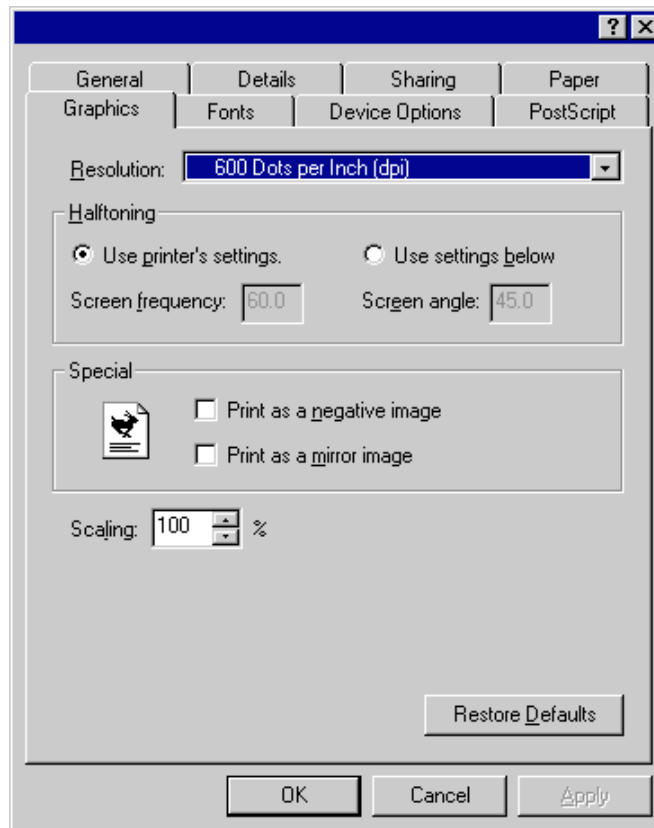 ?
General Details Sharing Paper
Graphics Fonts Device Options PostScript
Resolution: 600 Dots per Inch (dpi)
Halftoning
Use printer's settings. Use settings below
Screen frequency: 60.0 Screen angle: 45.0
Special
Print as a negative image
Print as a mirror image
Scaling: 100 %
Restore Defaults
OK Cancel Apply